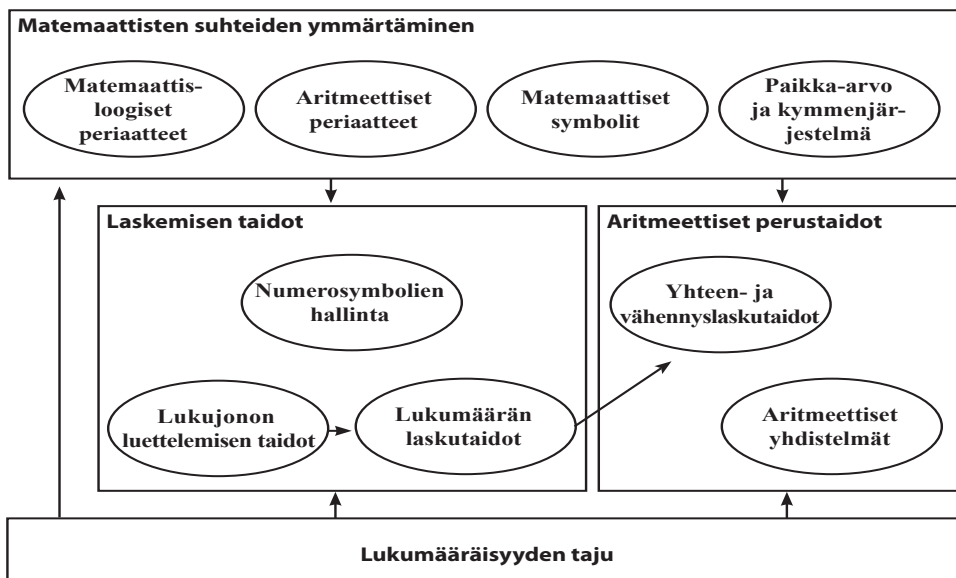 Matemaattisten suhteiden ymmärtäminen
Matemaattis-
loogiset
periaatteet
Aritmeettiset
periaatteet
Matemaattiset
symbolit
Paikka-arvo
ja kymmenjär-
jestelmä
Laskemisen taidot
Numerosymbolien
hallinta
Lukujonon
luettelemisen taidot
Lukumäärän
laskutaidot
Aritmeettiset perustaidot
Yhteen- ja
vähennyslaskutaidot
Aritmeettiset
yhdistelmät
Lukumääräisyyden taju